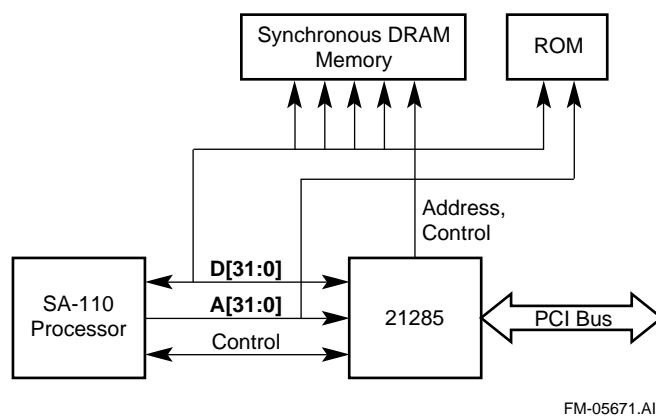 Synchronous DRAM
Memory
ROM
Address,
Control
SA-110
Processor
D[31:0]
A[31:0]
Control
21285
PCI Bus
FM-05671.AI